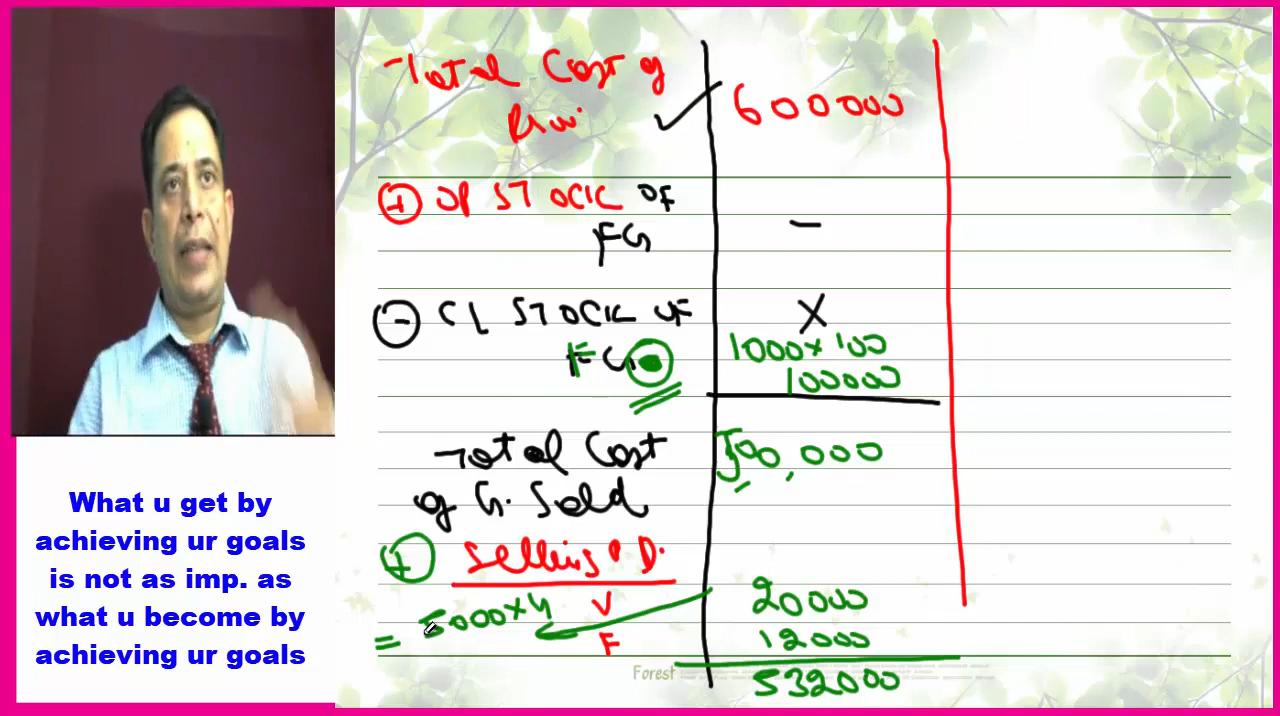 Total Cost of 600000
⊕ OP STOCK OF
FG –
⊖ CL STOCK OF X
FG 1000×100
100000
Total Cost 500,000
of G. Sold
⊕ Selling & D.
V 20000
= 5000×4
F 12000
Forest
532000
What u get by
achieving ur goals
is not as imp. as
what u become by
achieving ur goals